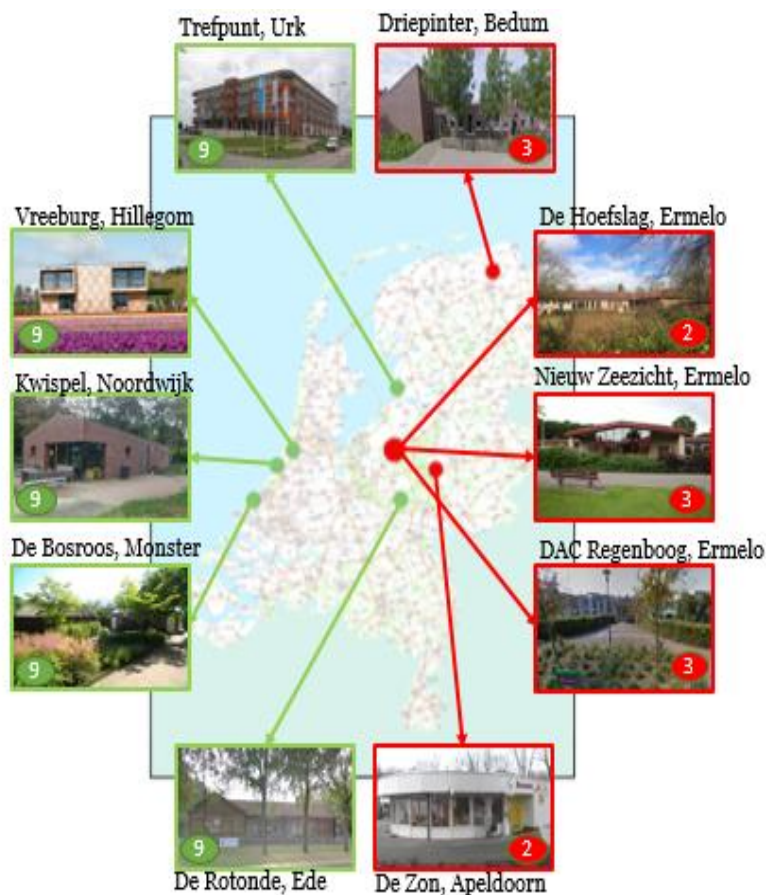 Trefpunt, Urk
9
Driepinter, Bedum
3
Vreeburg, Hillegom
9
De Hoefslag, Ermelo
2
Kwispel, Noordwijk
9
Nieuw Zeezicht, Ermelo
3
De Bosroos, Monster
9
DAC Regenboog, Ermelo
3
9
De Rotonde, Ede
2
De Zon, Apeldoorn